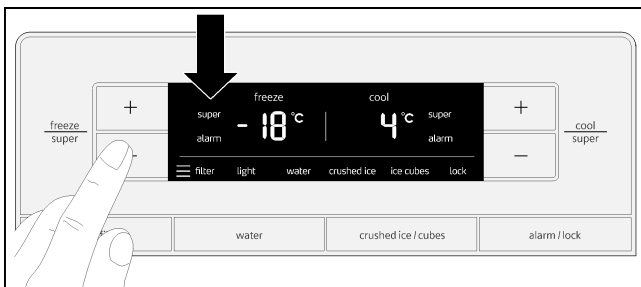 freeze
super
+
−
super
alarm
freeze
- 18 °C
cool
4 °C
super
alarm
filter light water crushed ice ice cubes lock
+
−
cool
super
water
crushed ice / cubes
alarm / lock